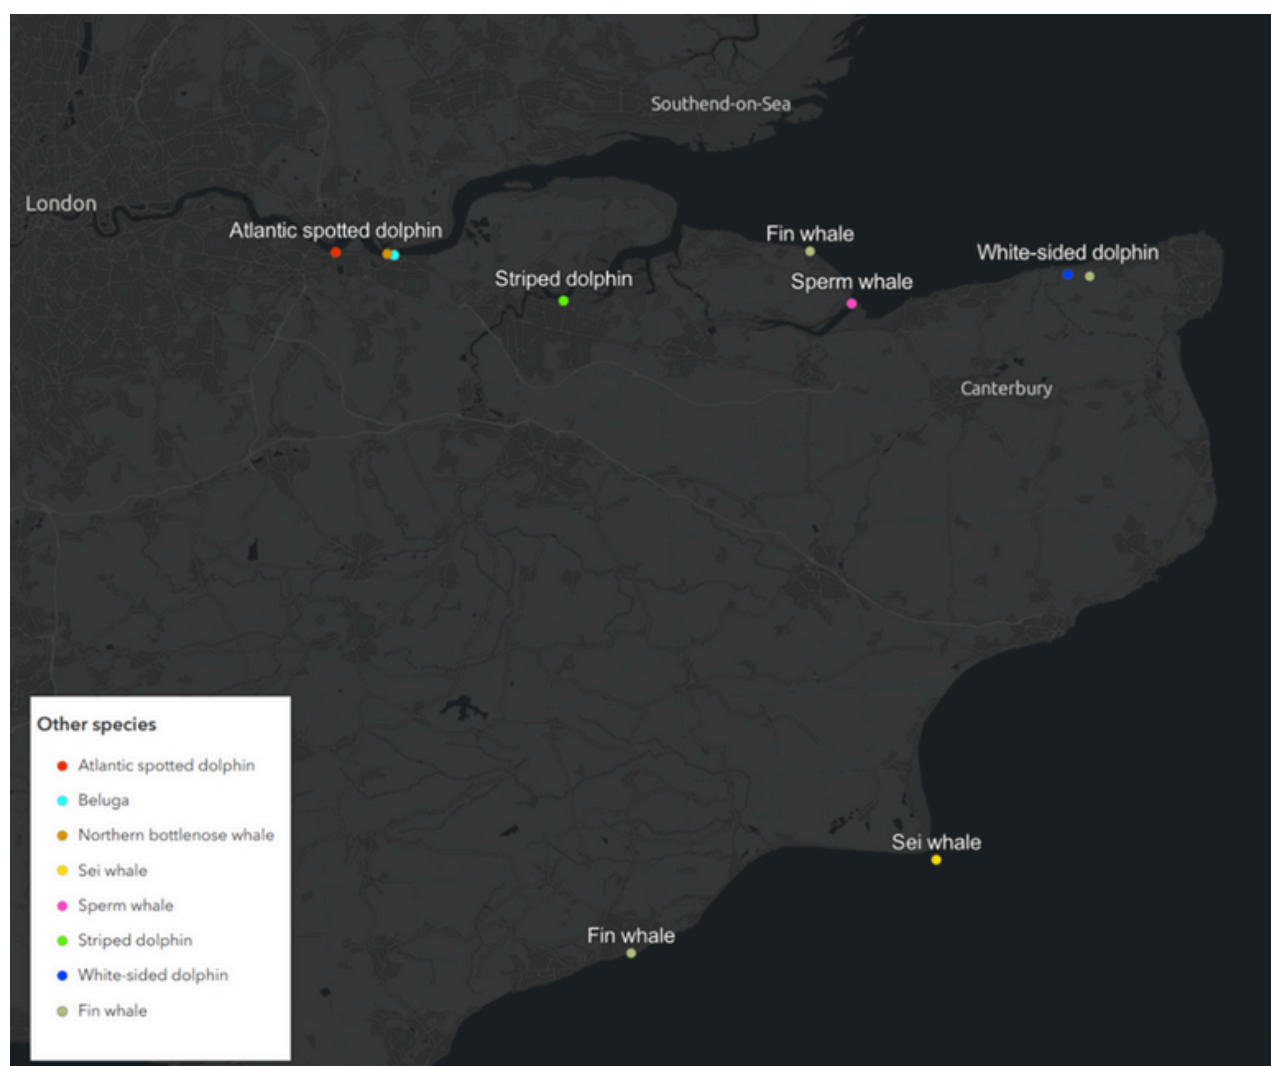 Southend-on-Sea
London
Atlantic spotted dolphin
Fin whale
White-sided dolphin
Striped dolphin
Sperm whale
Canterbury
Sei whale
Fin whale
Other species
Atlantic spotted dolphin
Beluga
Northern bottlenose whale
Sei whale
Sperm whale
Striped dolphin
White-sided dolphin
Fin whale